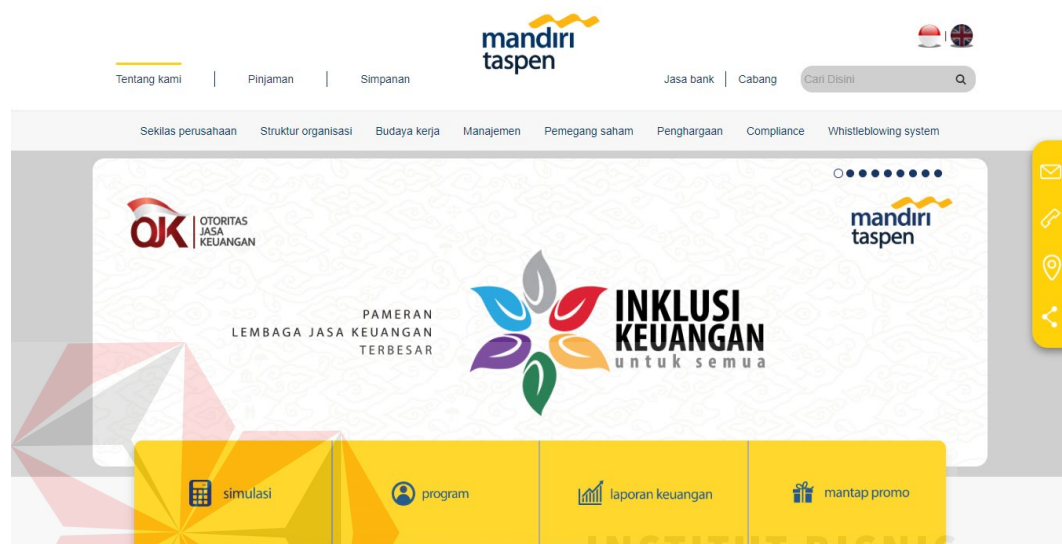 mandiri
taspen
Tentang kami
Pinjaman
Simpanan
Jasa bank
Cabang
Cari Disini
Sekilas perusahaan
Struktur organisasi
Budaya kerja
Manajemen
Pemegang saham
Penghargaan
Compliance
Whistleblowing system
OJK
OTORITAS
JASA
KEUANGAN
mandiri
taspen
PAMERAN
LEMBAGA JASA KEUANGAN
TERBESAR
INKLUSI
KEUANGAN
untuk semua
simulasi
program
laporan keuangan
mantap promo
INSTITUT BISNIS